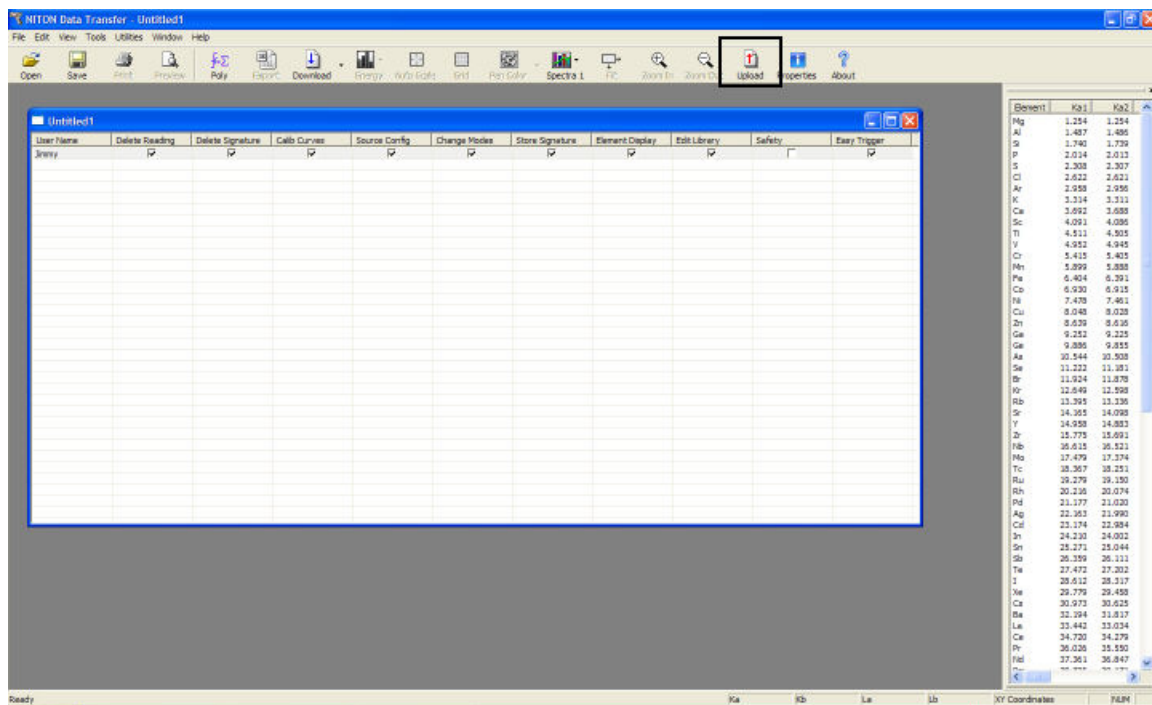 NITON Data Transfer - Untitled1
File Edit View Tools Utilities Window Help
Open Save Print Preview Poly Export Download Energy Auto Scale Grid Pen Color Spectra 1 Fit Zoom In Zoom Out Upload Properties About
Untitled1
User Name Delete Reading Delete Signature Calib Curves Source Config Change Modes Store Signature Element Display Edit Library Safety Easy Trigger
Jimmy
Element Ka1 Ka2
Mg 1.254 1.254
Al 1.487 1.486
Si 1.740 1.739
P 2.014 2.013
S 2.308 2.307
Cl 2.622 2.621
Ar 2.958 2.956
K 3.314 3.311
Ca 3.692 3.688
Sc 4.091 4.086
Ti 4.511 4.505
V 4.952 4.945
Cr 5.415 5.405
Mn 5.899 5.888
Fe 6.404 6.391
Co 6.930 6.915
Ni 7.478 7.461
Cu 8.048 8.028
Zn 8.639 8.616
Ga 9.252 9.225
Ge 9.886 9.855
As 10.544 10.508
Se 11.222 11.181
Br 11.924 11.878
Kr 12.649 12.598
Rb 13.395 13.336
Sr 14.165 14.098
Y 14.958 14.883
Zr 15.775 15.691
Nb 16.615 16.521
Mo 17.479 17.374
Tc 18.367 18.251
Ru 19.279 19.150
Rh 20.216 20.074
Pd 21.177 21.020
Ag 22.163 21.990
Cd 23.174 22.984
In 24.210 24.002
Sn 25.271 25.044
Sb 26.359 26.111
Te 27.472 27.202
I 28.612 28.317
Xe 29.779 29.458
Cs 30.973 30.625
Ba 32.194 31.817
La 33.442 33.034
Ce 34.720 34.279
Pr 36.026 35.550
Nd 37.361 36.847
Ready Ka Kb La Lb XY Coordinates NUM